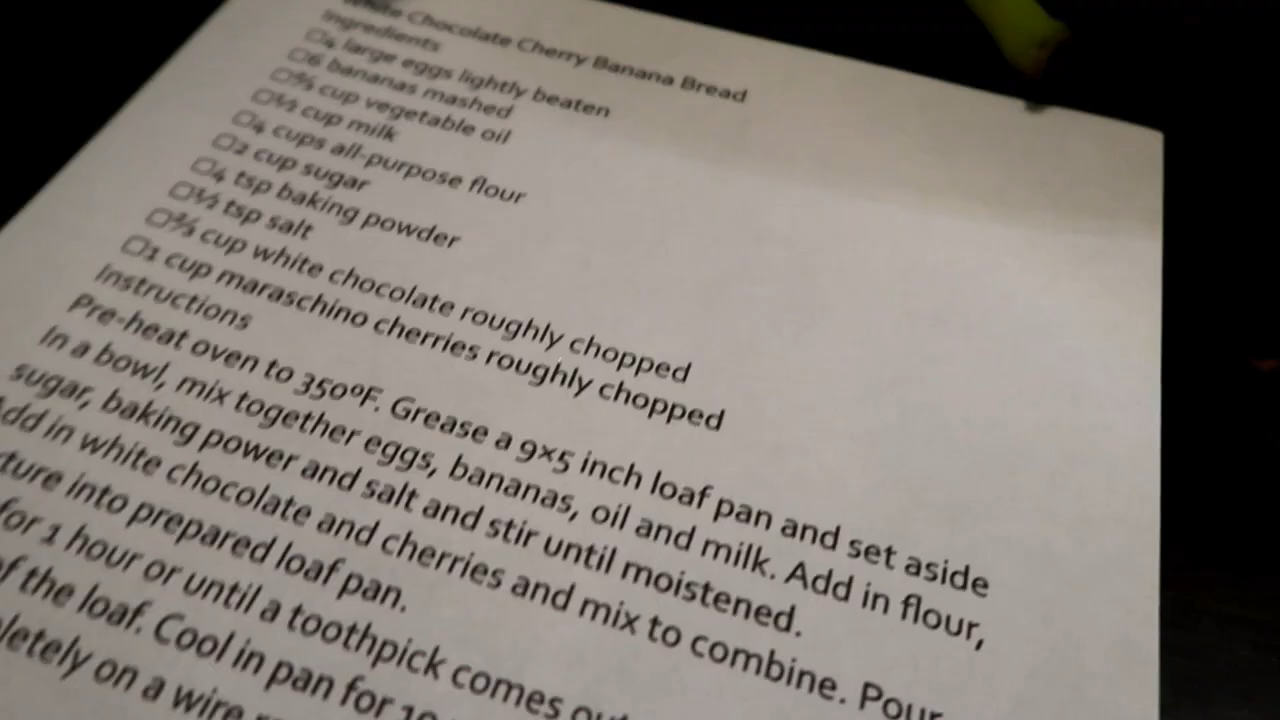 White Chocolate Cherry Banana Bread
Ingredients
□4 large eggs lightly beaten
□6 bananas mashed
□⅔ cup vegetable oil
□½ cup milk
□4 cups all-purpose flour
□2 cup sugar
□4 tsp baking powder
□½ tsp salt
□⅔ cup white chocolate roughly chopped
□1 cup maraschino cherries roughly chopped
Instructions
Pre-heat oven to 350ºF. Grease a 9×5 inch loaf pan and set aside
In a bowl, mix together eggs, bananas, oil and milk. Add in flour,
sugar, baking power and salt and stir until moistened.
Add in white chocolate and cherries and mix to combine. Pour
into prepared loaf pan.
for 1 hour or until a toothpick comes out
of the loaf. Cool in pan for 10
on a wire